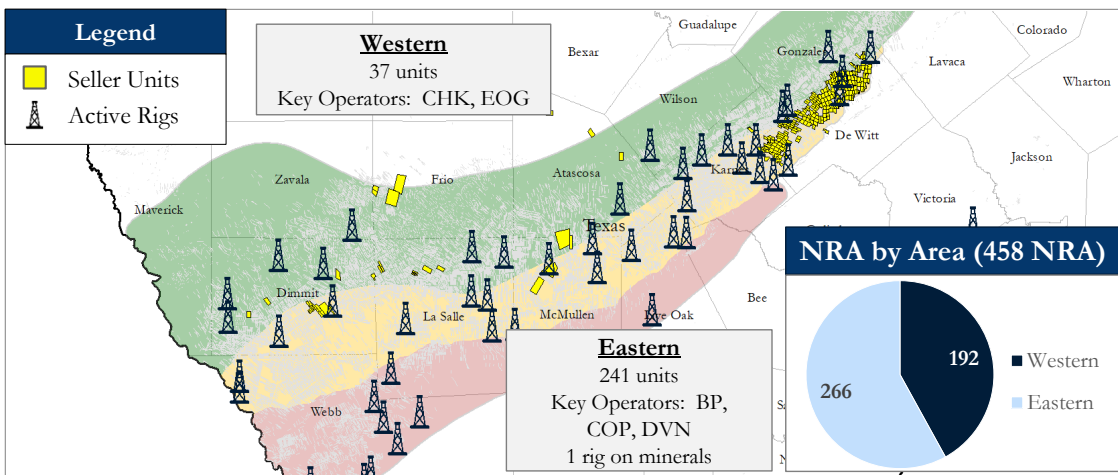 Legend
Seller Units
Active Rigs
Western
37 units
Key Operators: CHK, EOG
Guadalupe
Colorado
Bexar
Gonzales
Lavaca
Wharton
Wilson
De Witt
Jackson
Zavala
Frio
Atascosa
Karn
Maverick
Victoria
Texas
Dimmit
Bee
La Salle
McMullen
Live Oak
Webb
Eastern
241 units
Key Operators: BP,
COP, DVN
1 rig on minerals
NRA by Area (458 NRA)
192
266
Western
Eastern